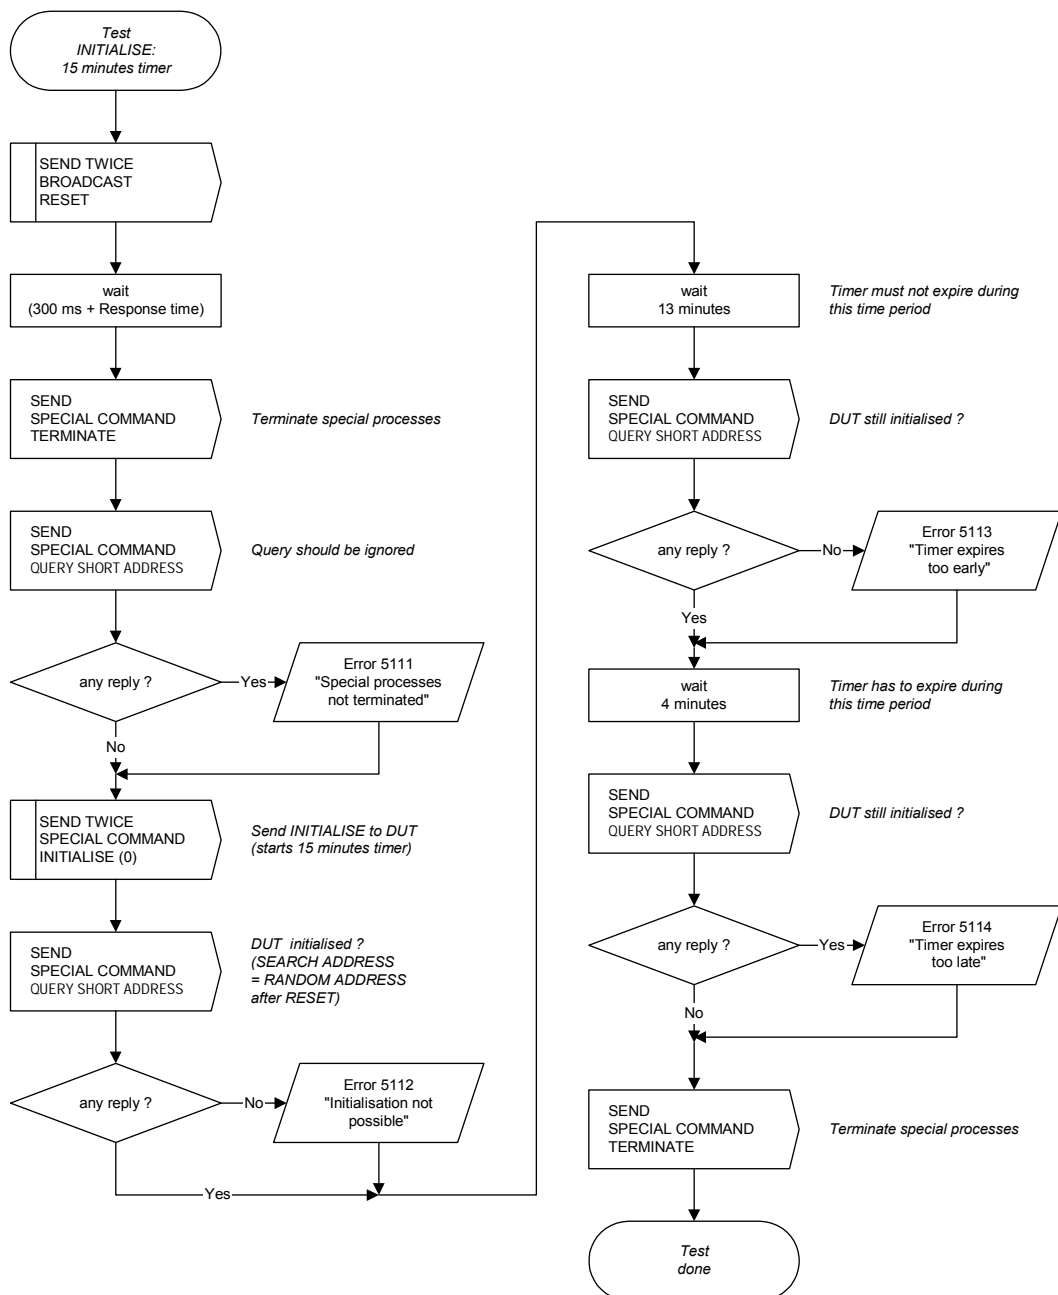 Test
INITIALISE:
15 minutes timer
SEND TWICE
BROADCAST
RESET
wait
(300 ms + Response time)
SEND
SPECIAL COMMAND
TERMINATE
Terminate special processes
SEND
SPECIAL COMMAND
QUERY SHORT ADDRESS
Query should be ignored
any reply ?
Yes
Error 5111
"Special processes
not terminated"
No
SEND TWICE
SPECIAL COMMAND
INITIALISE (0)
Send INITIALISE to DUT
(starts 15 minutes timer)
SEND
SPECIAL COMMAND
QUERY SHORT ADDRESS
DUT initialised ?
(SEARCH ADDRESS
= RANDOM ADDRESS
after RESET)
any reply ?
No
Error 5112
"Initialisation not
possible"
Yes
wait
13 minutes
Timer must not expire during
this time period
SEND
SPECIAL COMMAND
QUERY SHORT ADDRESS
DUT still initialised ?
any reply ?
No
Error 5113
"Timer expires
too early"
Yes
wait
4 minutes
Timer has to expire during
this time period
SEND
SPECIAL COMMAND
QUERY SHORT ADDRESS
DUT still initialised ?
any reply ?
Yes
Error 5114
"Timer expires
too late"
No
SEND
SPECIAL COMMAND
TERMINATE
Terminate special processes
Test
done